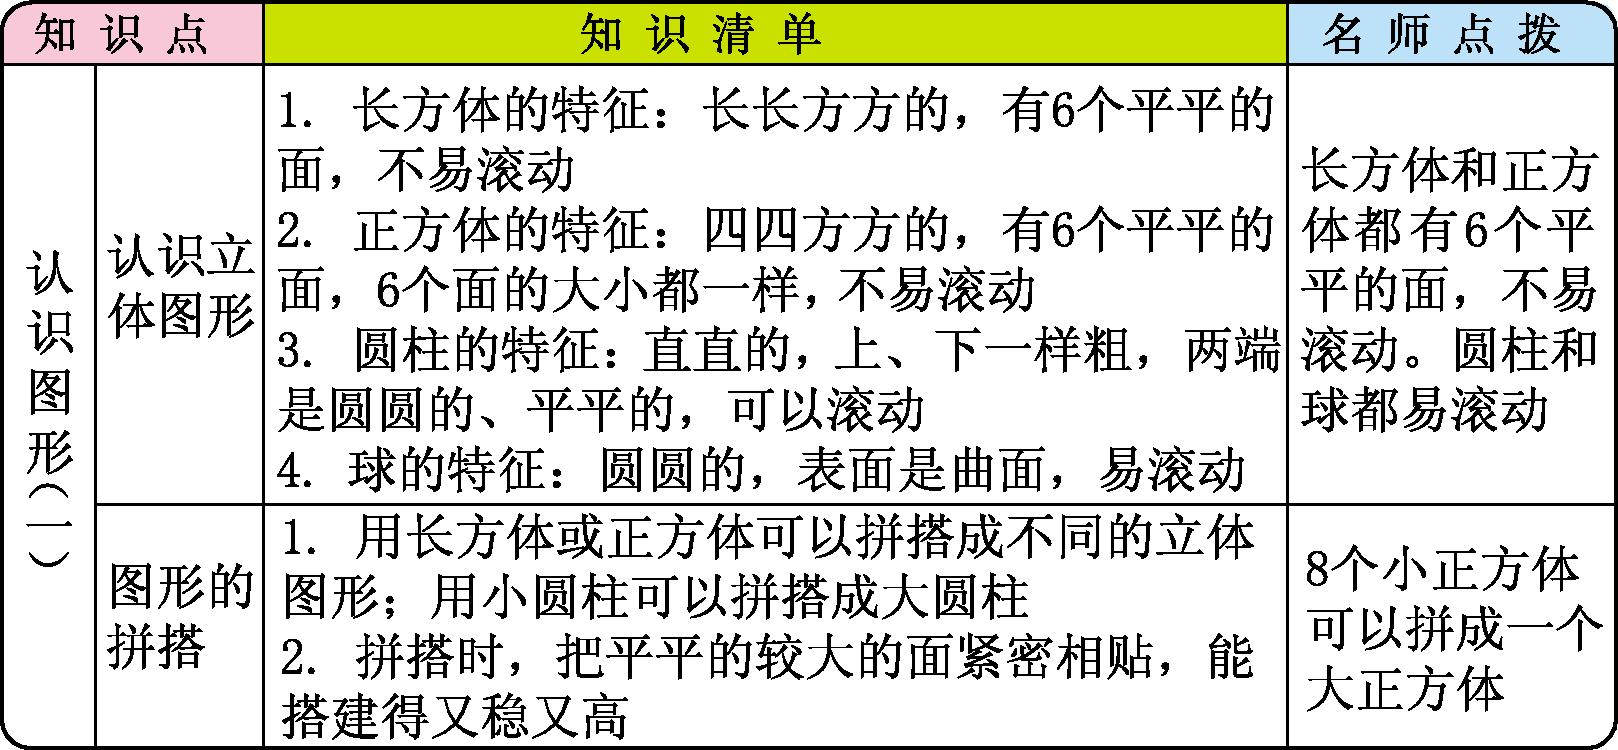 知识点
知识清单
名师点拨
认识图形(一)
认识立
体图形
1. 长方体的特征：长长方方的，有6个平平的
面，不易滚动
2. 正方体的特征：四四方方的，有6个平平的
面，6个面的大小都一样，不易滚动
3. 圆柱的特征：直直的，上、下一样粗，两端
是圆圆的、平平的，可以滚动
4. 球的特征：圆圆的，表面是曲面，易滚动
长方体和正方
体都有6个平
平的面，不易
滚动。圆柱和
球都易滚动
图形的
拼搭
1. 用长方体或正方体可以拼搭成不同的立体
图形；用小圆柱可以拼搭成大圆柱
2. 拼搭时，把平平的较大的面紧密相贴，能
搭建得又稳又高
8个小正方体
可以拼成一个
大正方体